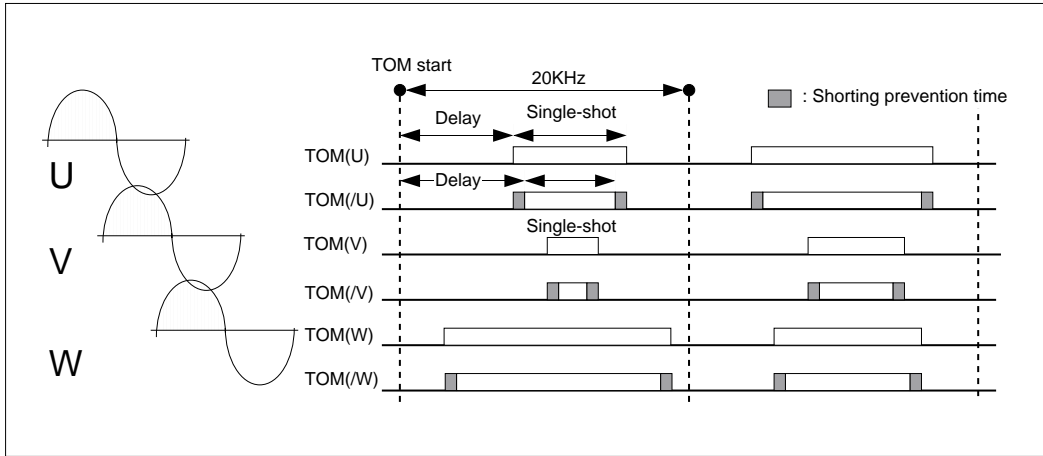 TOM start
20KHz
: Shorting prevention time
Delay
Single-shot
U
TOM(U)
Delay
TOM(/U)
Single-shot
V
TOM(V)
TOM(/V)
W
TOM(W)
TOM(/W)